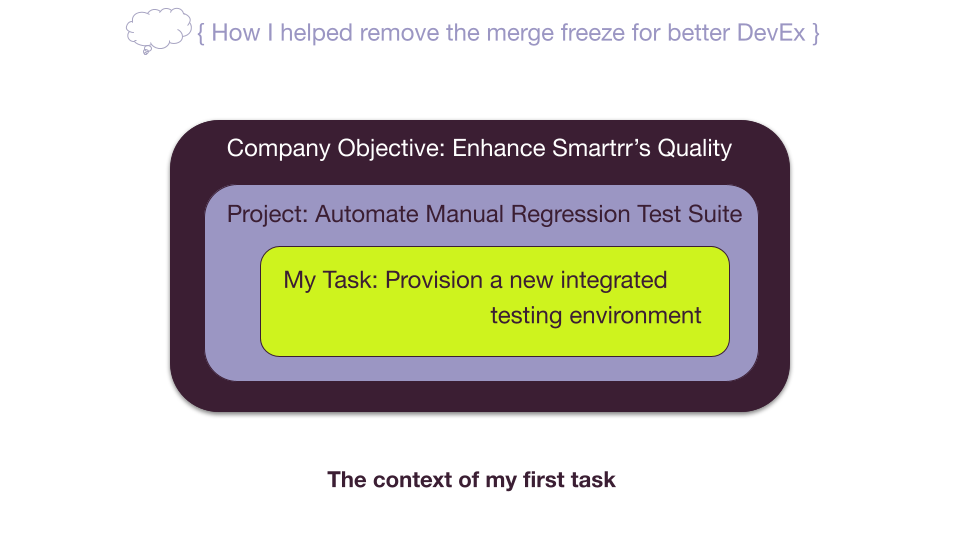 { How I helped remove the merge freeze for better DevEx }
Company Objective: Enhance Smartrr’s Quality
Project: Automate Manual Regression Test Suite
My Task: Provision a new integrated
testing environment
The context of my first task